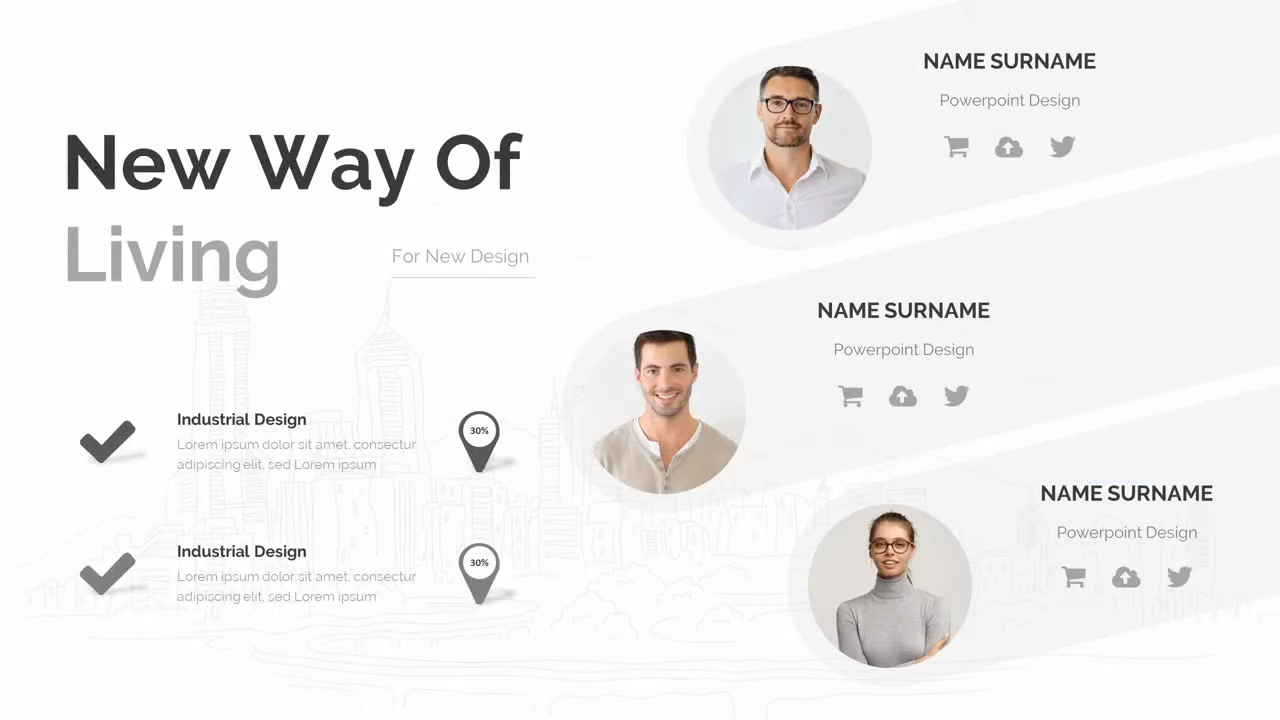 New Way Of
Living
For New Design
Industrial Design
Lorem ipsum dolor sit amet, consectur
adipiscing elit, sed Lorem ipsum
30%
Industrial Design
Lorem ipsum dolor sit amet, consectur
adipiscing elit, sed Lorem ipsum
30%
NAME SURNAME
Powerpoint Design
NAME SURNAME
Powerpoint Design
NAME SURNAME
Powerpoint Design